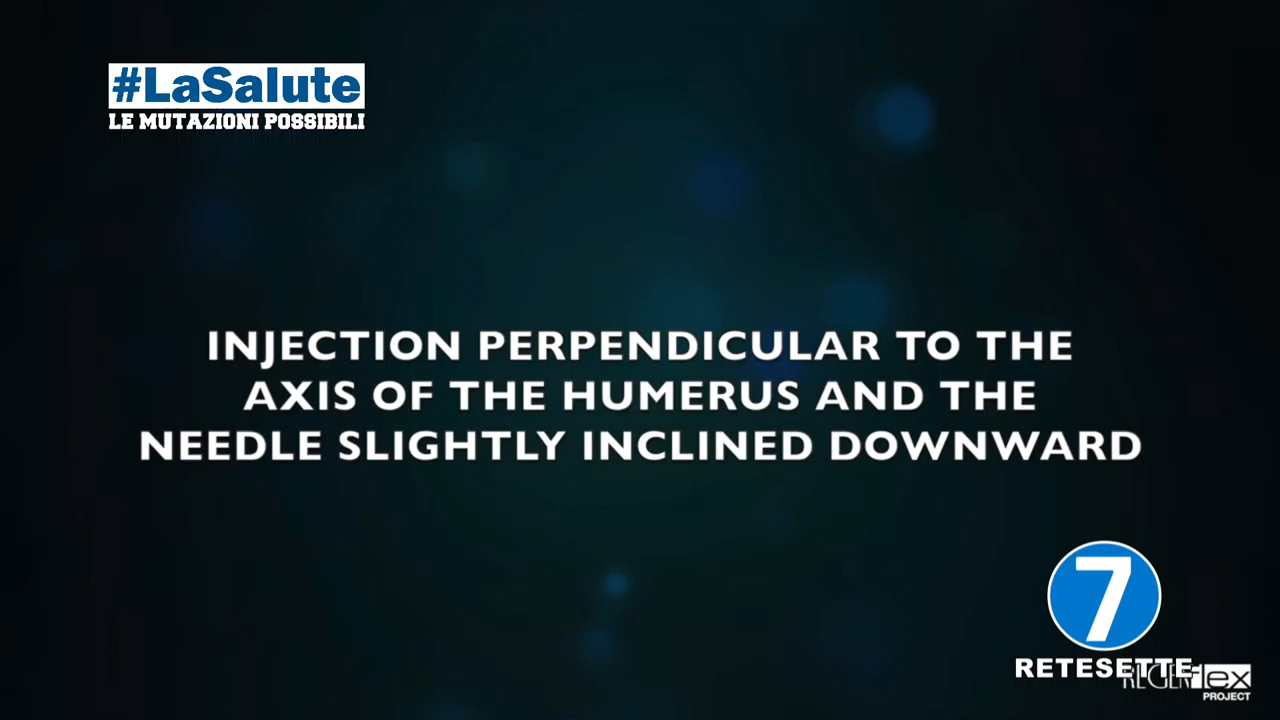 #LaSalute
LE MUTAZIONI POSSIBILI
INJECTION PERPENDICULAR TO THE
AXIS OF THE HUMERUS AND THE
NEEDLE SLIGHTLY INCLINED DOWNWARD
7
RETESETTE
flex
PROJECT